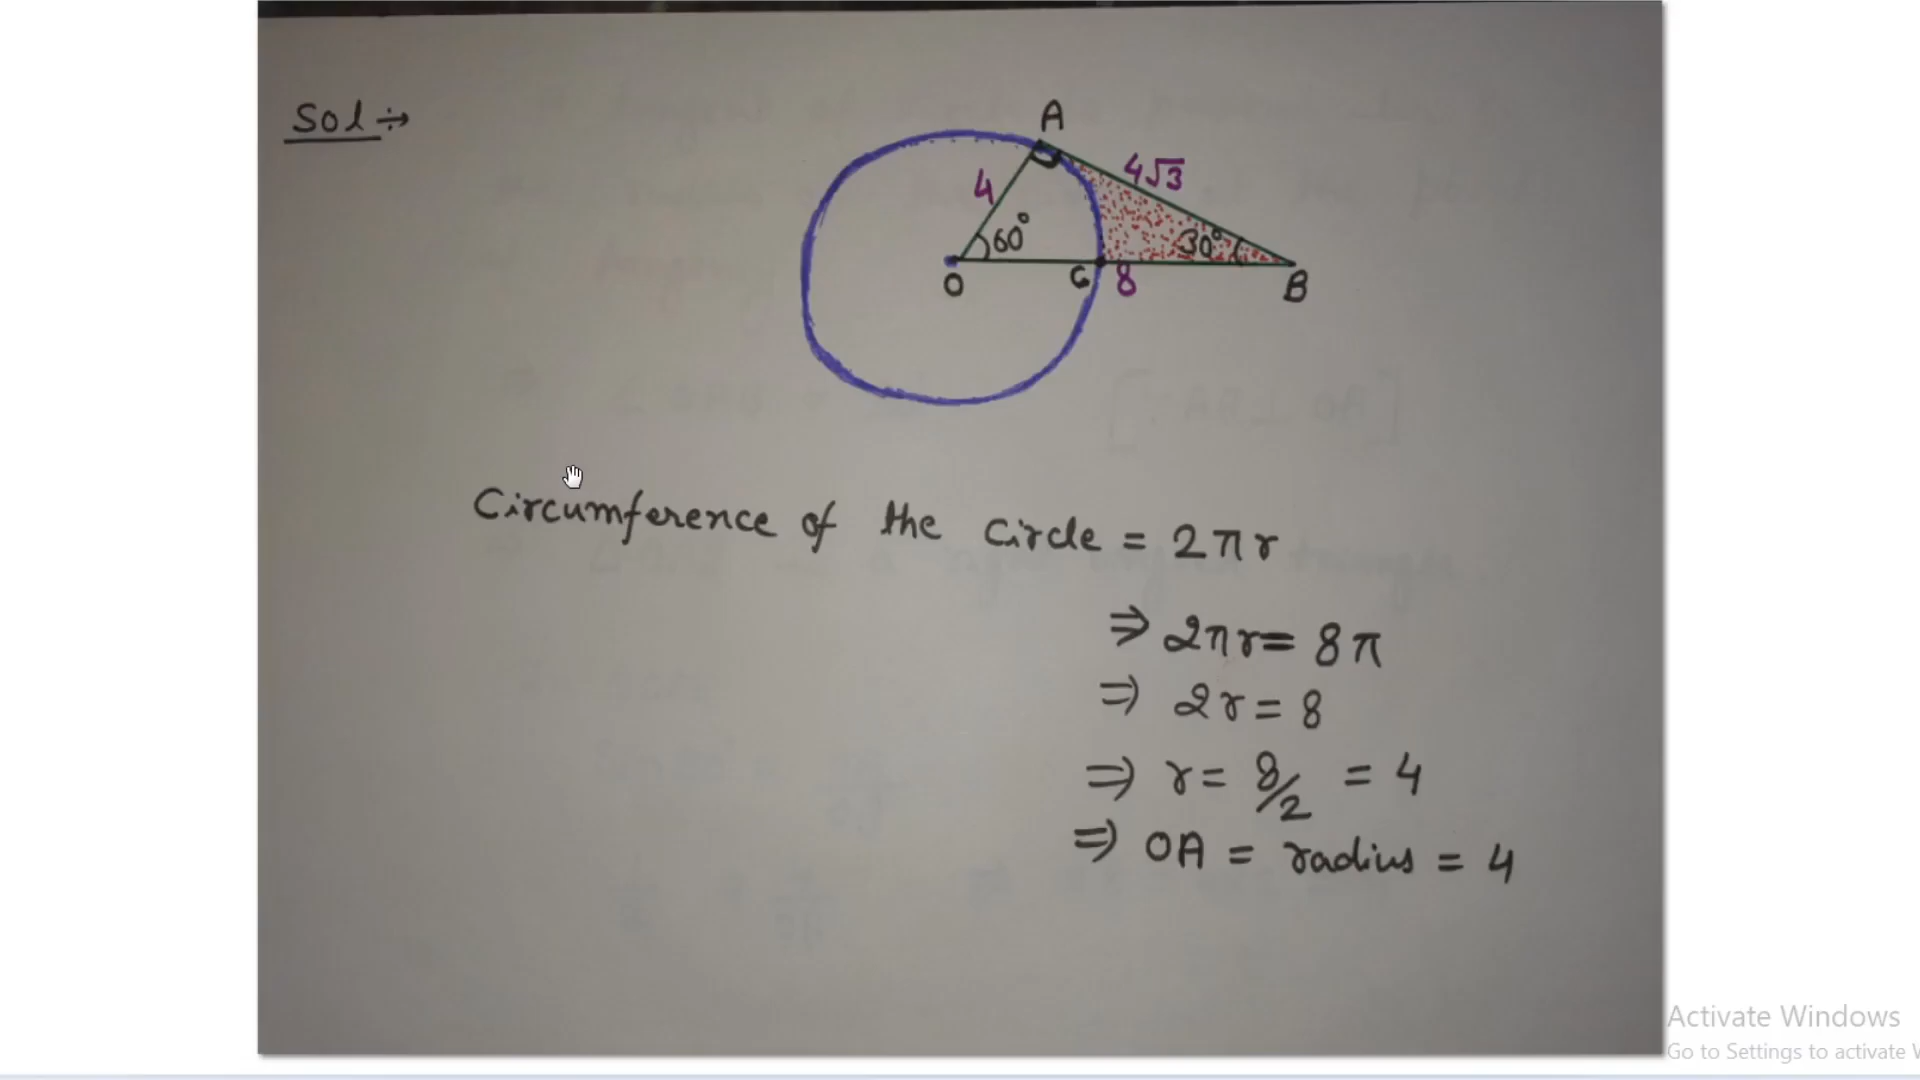 Sol ÷→
A
4
4√3
60°
30°
O
C
8
B
Circumference of the Circle = 2πr
⇒ 2πr = 8π
⇒ 2r = 8
⇒ r = 8/2 = 4
⇒ OA = radius = 4
Activate Windows
Go to Settings to activate W